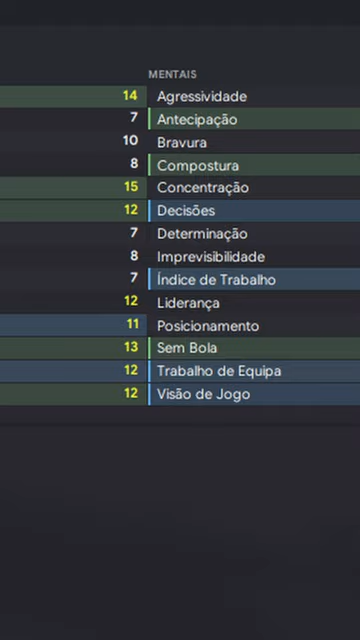 MENTAIS
14 Agressividade
7 Antecipação
10 Bravura
8 Compostura
15 Concentração
12 Decisões
7 Determinação
8 Imprevisibilidade
7 Índice de Trabalho
12 Liderança
11 Posicionamento
13 Sem Bola
12 Trabalho de Equipa
12 Visão de Jogo